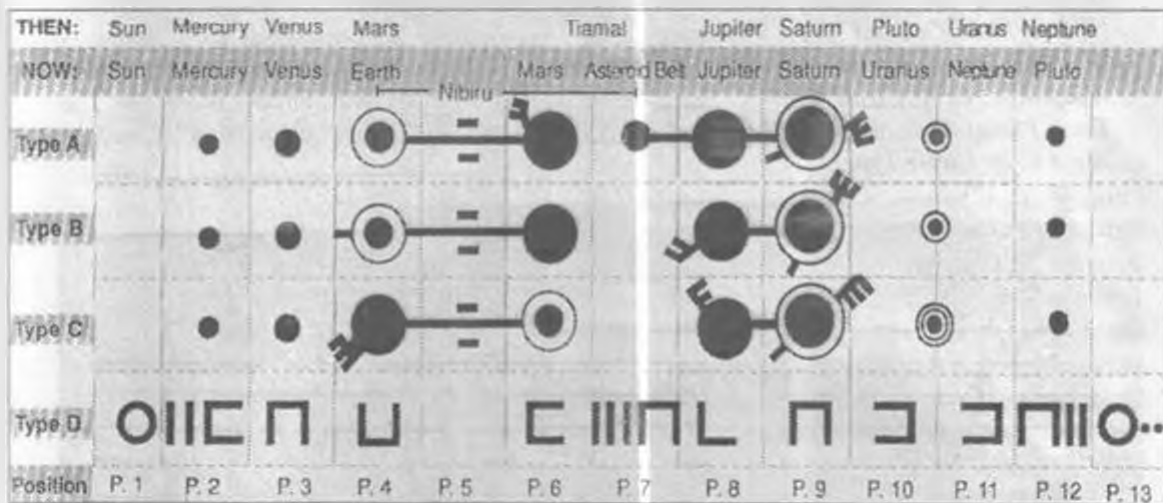 THEN: Sun Mercury Venus Mars Tiamal Jupiter Saturn Pluto Uranus Neptune
NOW: Sun Mercury Venus Earth Mars Asteroid Belt Jupiter Saturn Uranus Neptune Pluto
Nibiru
Type A
Type B
Type C
Type D
Position P. 1 P. 2 P. 3 P. 4 P. 5 P. 6 P. 7 P. 8 P. 9 P. 10 P. 11 P. 12 P. 13